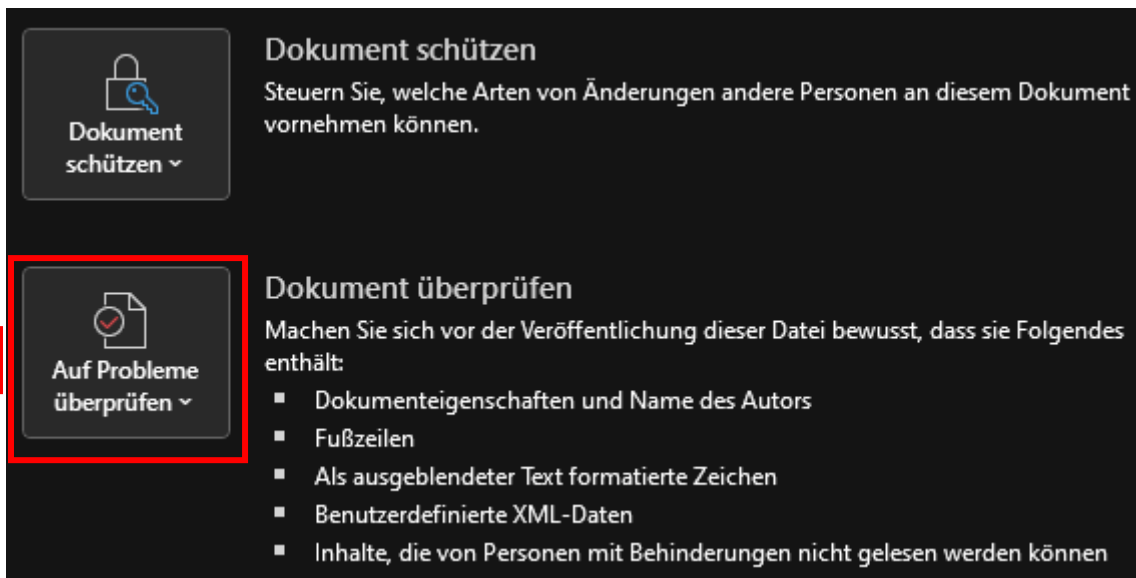 Dokument schützen
Steuern Sie, welche Arten von Änderungen andere Personen an diesem Dokument
vornehmen können.
Dokument
schützen
Dokument überprüfen
Machen Sie sich vor der Veröffentlichung dieser Datei bewusst, dass sie Folgendes
enthält:
Auf Probleme
überprüfen
▪ Dokumenteigenschaften und Name des Autors
▪ Fußzeilen
▪ Als ausgeblendeter Text formatierte Zeichen
▪ Benutzerdefinierte XML-Daten
▪ Inhalte, die von Personen mit Behinderungen nicht gelesen werden können